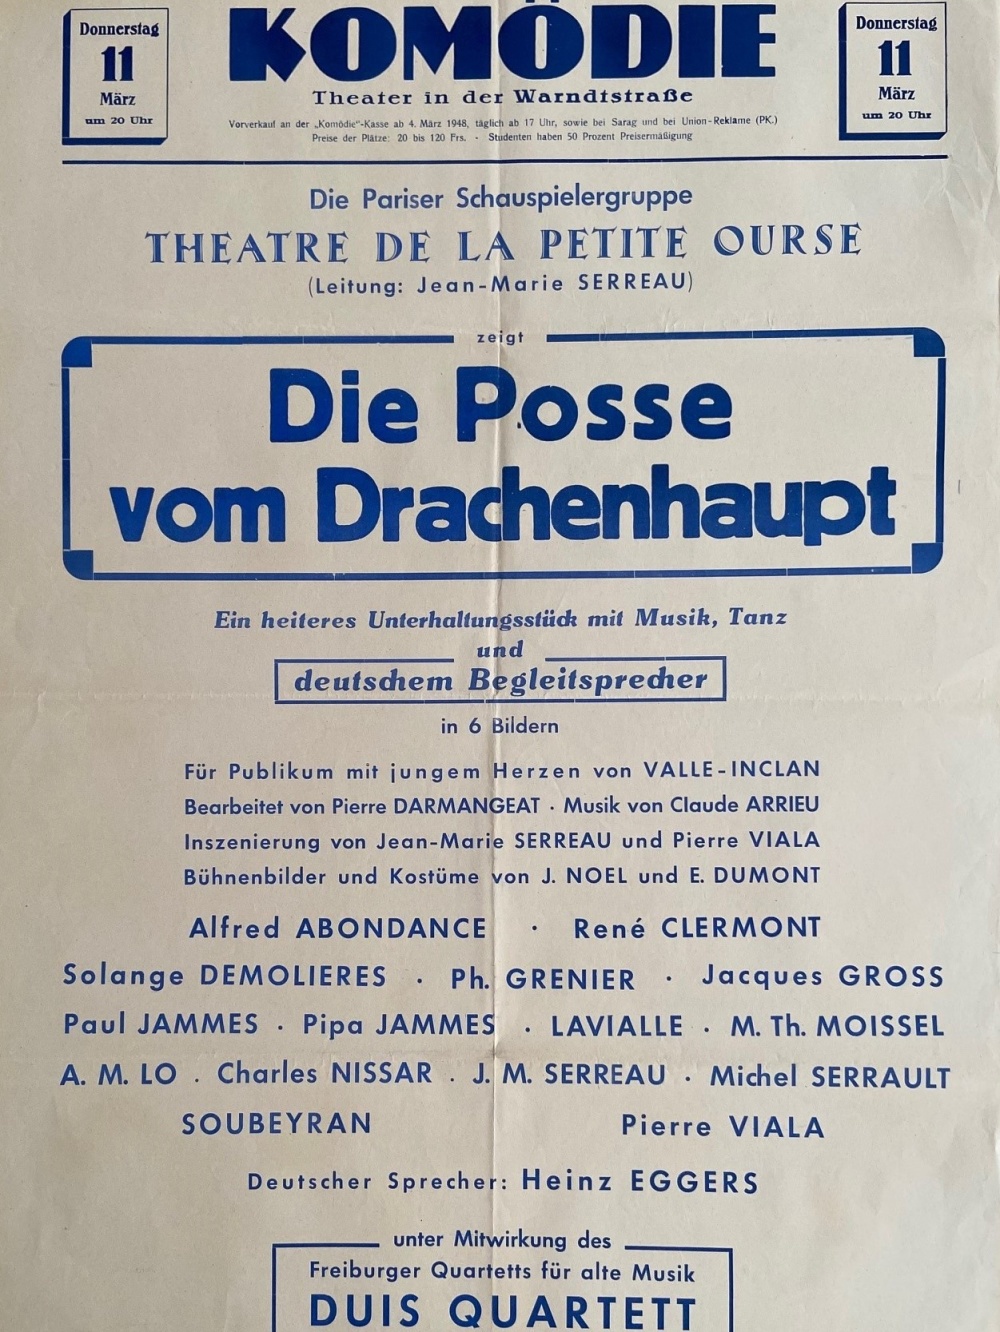 Donnerstag
11
März
um 20 Uhr
KOMÖDIE
Theater in der Warndtstraße
Vorverkauf an der „Komödie"-Kasse ab 4. März 1948, täglich ab 17 Uhr, sowie bei Sarag und bei Union-Reklame (PK.)
Preise der Plätze: 20 bis 120 Frs. - Studenten haben 50 Prozent Preisermäßigung
Donnerstag
11
März
um 20 Uhr
Die Pariser Schauspielergruppe
THEATRE DE LA PETITE OURSE
(Leitung: Jean-Marie SERREAU)
zeigt
Die Posse
vom Drachenhaupt
Ein heiteres Unterhaltungsstück mit Musik, Tanz
und
deutschem Begleitsprecher
in 6 Bildern
Für Publikum mit jungem Herzen von VALLE-INCLAN
Bearbeitet von Pierre DARMANGEAT · Musik von Claude ARRIEU
Inszenierung von Jean-Marie SERREAU und Pierre VIALA
Bühnenbilder und Kostüme von J. NOEL und E. DUMONT
Alfred ABONDANCE · René CLERMONT
Solange DEMOLIERES · Ph. GRENIER · Jacques GROSS
Paul JAMMES · Pipa JAMMES · LAVIALLE · M. Th. MOISSEL
A. M. LO . Charles NISSAR . J. M. SERREAU · Michel SERRAULT
SOUBEYRAN Pierre VIALA
Deutscher Sprecher: Heinz EGGERS
unter Mitwirkung des
Freiburger Quartetts für alte Musik
DUIS QUARTETT